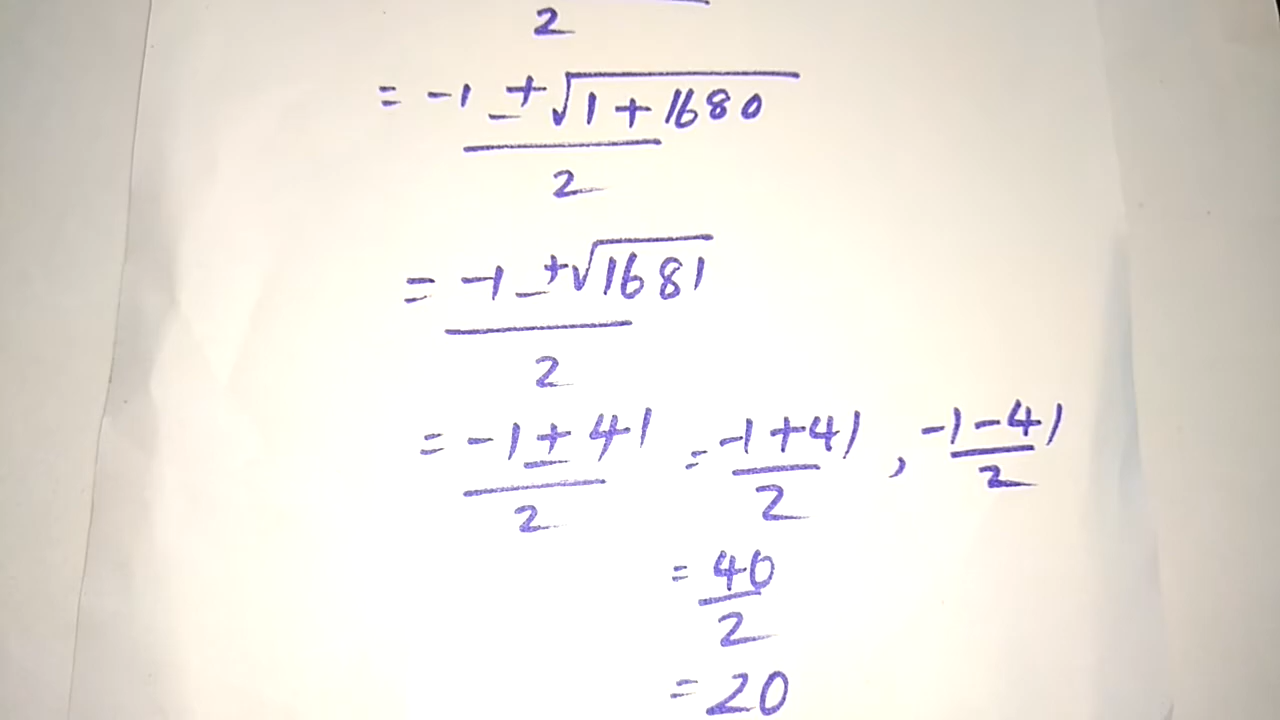 2
= -1 ± √1 + 1680
2
= -1 ± √1681
2
= -1 ± 41 = -1 + 41 , -1 - 41
2 2 2
= 40
2
= 20